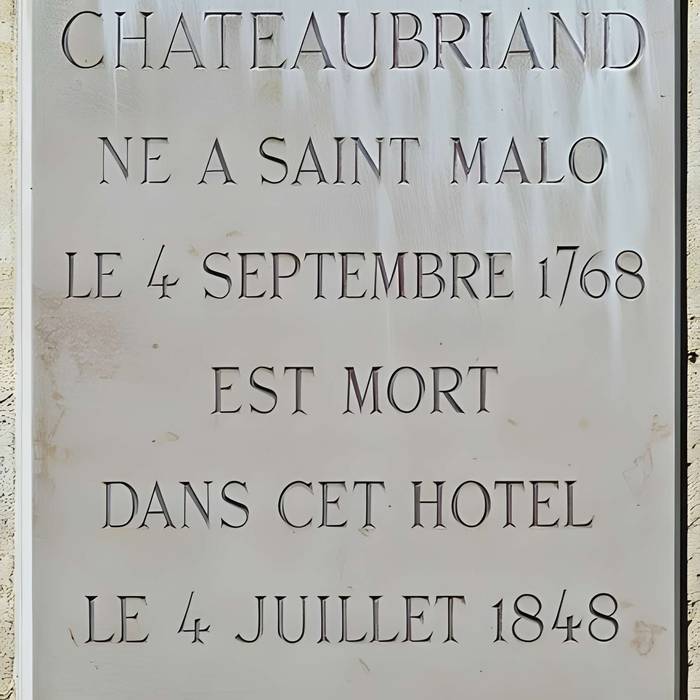 CHATEAUBRIAND
NE A SAINT MALO
LE 4 SEPTEMBRE 1768
EST MORT
DANS CET HOTEL
LE 4 JUILLET 1848